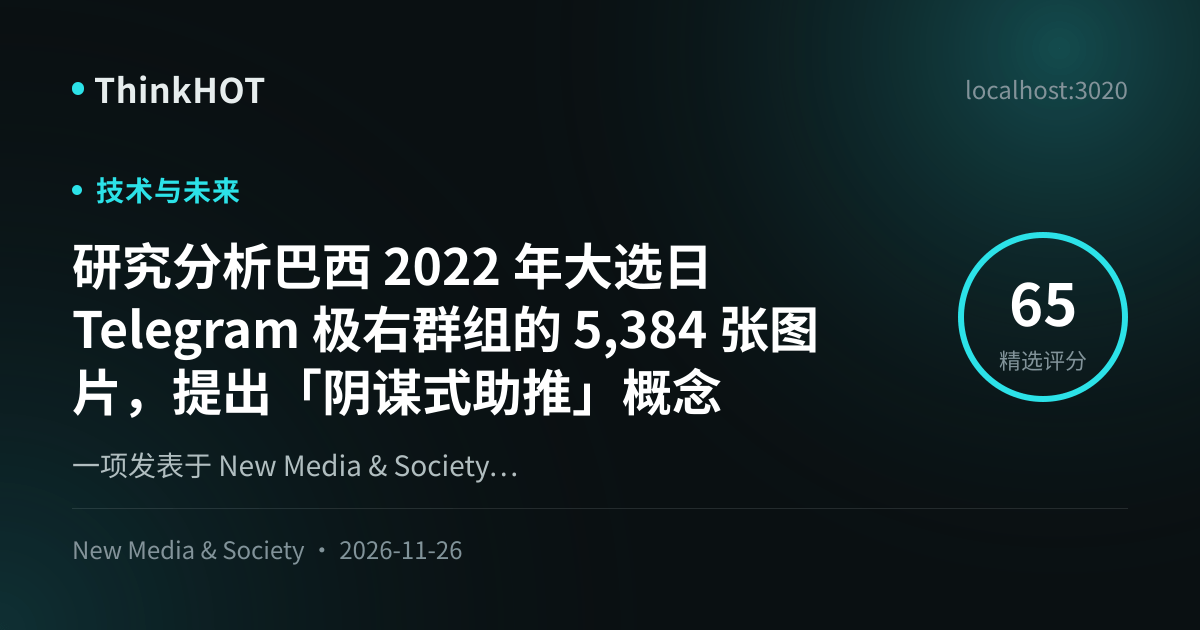 ThinkHOT
localhost:3020
技术与未来
研究分析巴西 2022 年大选日
Telegram 极右群组的 5,384 张图
片，提出「阴谋式助推」概念
65
精选评分
一项发表于 New Media & Society…
New Media & Society · 2026-11-26